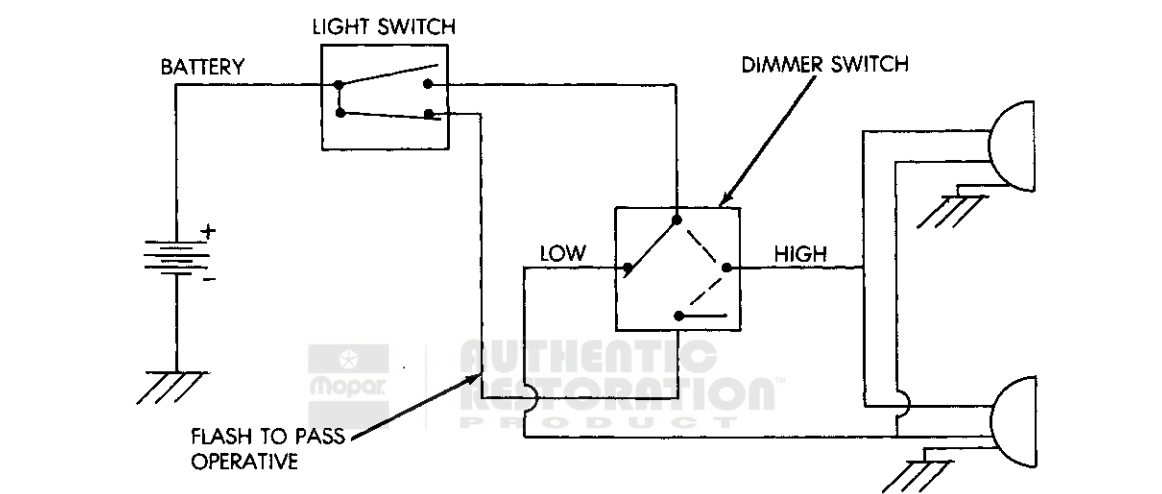 LIGHT SWITCH
BATTERY
DIMMER SWITCH
+
-
LOW
HIGH
FLASH TO PASS
OPERATIVE
Mopar
AUTHENTIC
RESTORATION™
PRODUCT